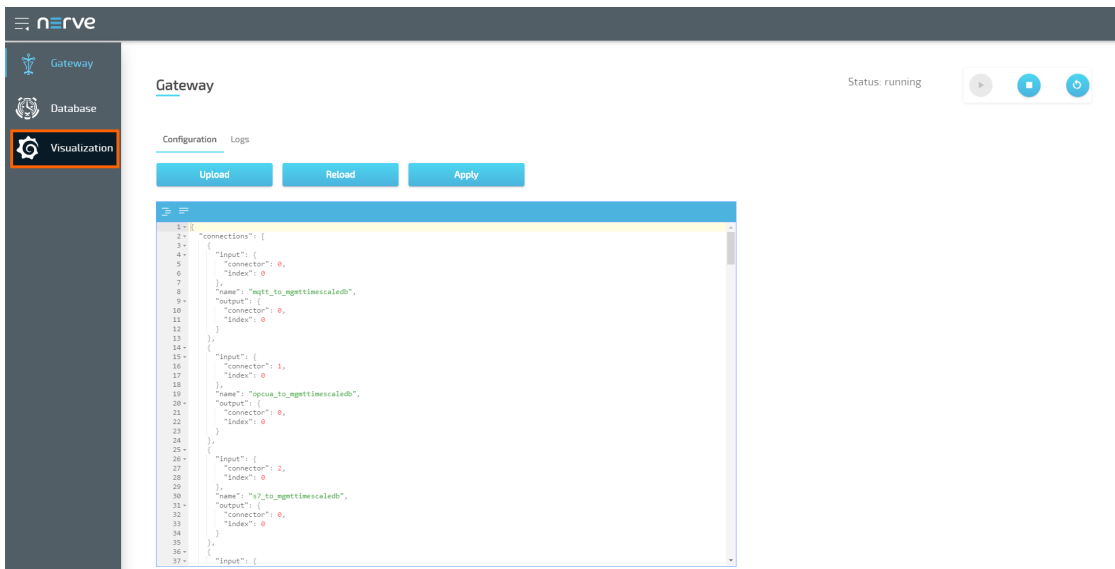 nerve
Gateway
Database
Visualization
Gateway
Status: running
Configuration Logs
Upload Reload Apply
1 {
2 "connections": [
3 {
4 "input": {
5 "connector": 0,
6 "index": 0
7 },
8 "name": "mqtt_to_mgmttimescaledb",
9 "output": {
10 "connector": 0,
11 "index": 0
12 }
13 },
14 {
15 "input": {
16 "connector": 1,
17 "index": 0
18 },
19 "name": "opcua_to_mgmttimescaledb",
20 "output": {
21 "connector": 0,
22 "index": 0
23 }
24 },
25 {
26 "input": {
27 "connector": 2,
28 "index": 0
29 },
30 "name": "s7_to_mgmttimescaledb",
31 "output": {
32 "connector": 0,
33 "index": 0
34 }
35 },
36 {
37 "input": {